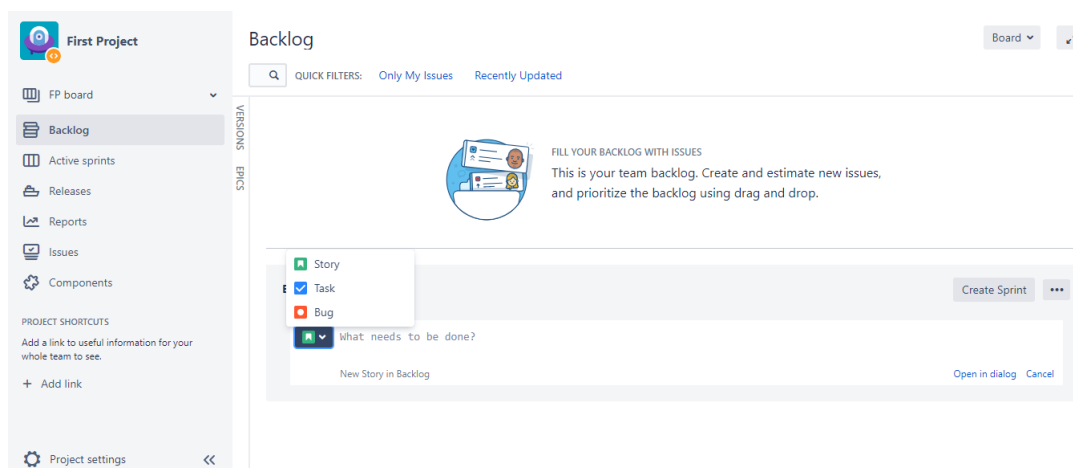 First Project
FP board
Backlog
Active sprints
Releases
Reports
Issues
Components
PROJECT SHORTCUTS
Add a link to useful information for your
whole team to see.
+ Add link
Project settings
Backlog
Board
QUICK FILTERS: Only My Issues Recently Updated
VERSIONS
EPICS
FILL YOUR BACKLOG WITH ISSUES
This is your team backlog. Create and estimate new issues,
and prioritize the backlog using drag and drop.
Story
Task
Bug
Create Sprint
What needs to be done?
New Story in Backlog
Open in dialog Cancel